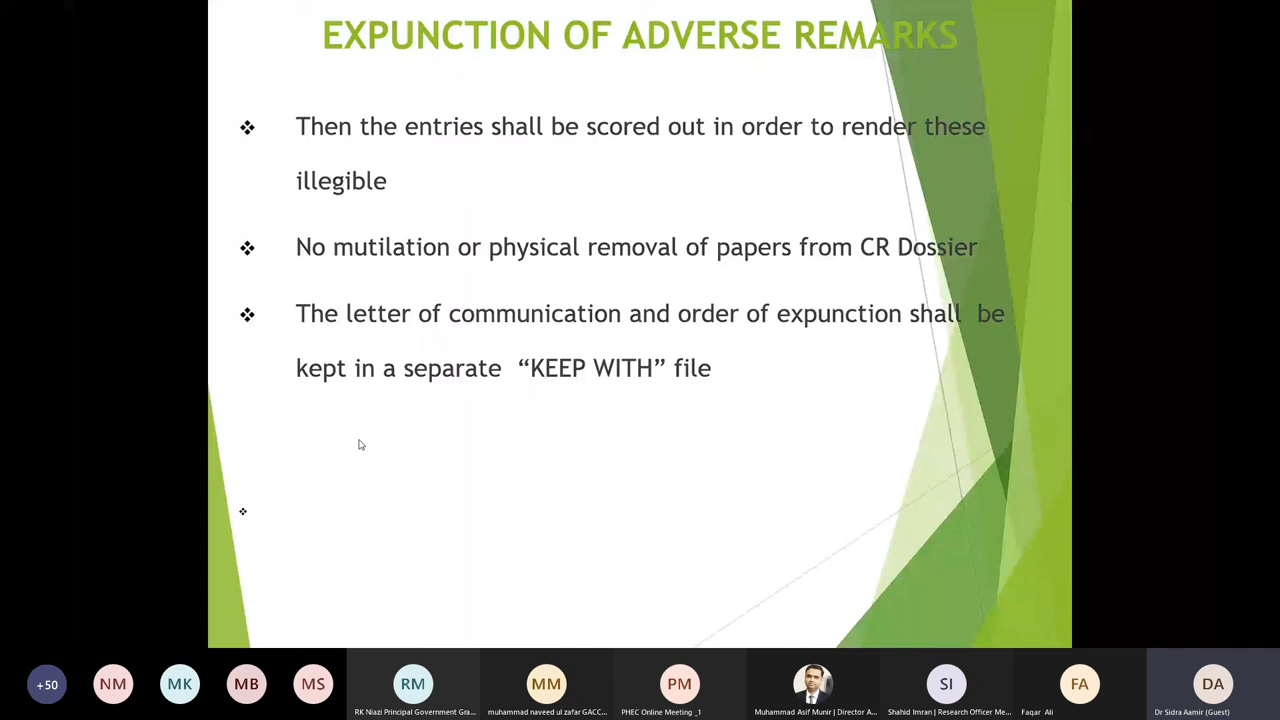 EXPUNCTION OF ADVERSE REMARKS
Then the entries shall be scored out in order to render these
illegible
No mutilation or physical removal of papers from CR Dossier
The letter of communication and order of expunction shall be
kept in a separate “KEEP WITH” file
+50
NM
MK
MB
MS
RM
MM
PM
SI
FA
DA
RK Niazi Principal Government Gra...
muhammad naveed ul zafar GACC...
PHEC Online Meeting _1
Muhammad Asif Munir | Director A...
Shahid Imran | Research Officer Me...
Faqar Ali
Dr Sidra Aamir (Guest)